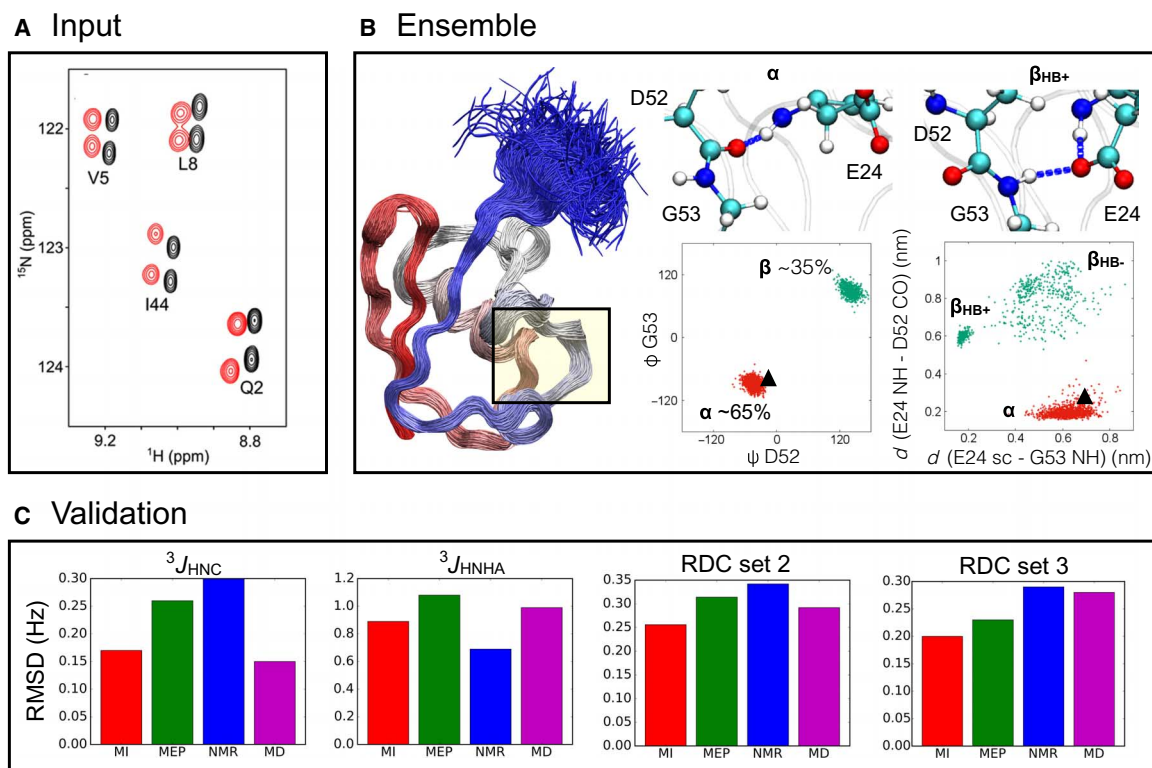 A Input
122
123
124
¹⁵N (ppm)
V5
L8
I44
Q2
9.2
8.8
¹H (ppm)
B Ensemble
α
D52
E24
βHB+
D52
G53
E24
G53
β ~35%
α ~65%
120
0
−120
ϕ G53
−120
0
120
ψ D52
βHB-
βHB+
α
1.0
0.8
0.6
0.4
0.2
d (E24 NH - D52 CO) (nm)
0.2
0.4
0.6
0.8
d (E24 sc - G53 NH) (nm)
C Validation
RMSD (Hz)
³JHNC
0.30
0.25
0.20
0.15
0.10
0.05
0.00
MI MEP NMR MD
³JHNHA
1.2
1.0
0.8
0.6
0.4
0.2
0.0
MI MEP NMR MD
RDC set 2
0.35
0.30
0.25
0.20
0.15
0.10
0.05
0.00
MI MEP NMR MD
RDC set 3
0.30
0.25
0.20
0.15
0.10
0.05
0.00
MI MEP NMR MD